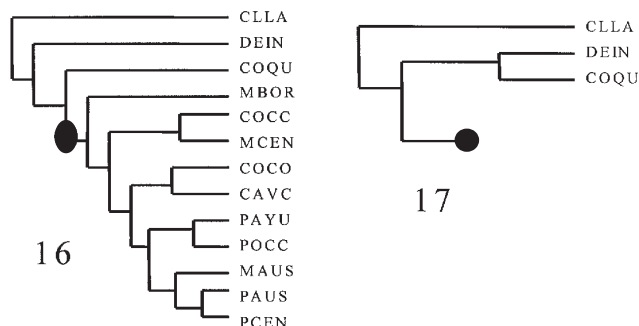 CLLA
DEIN
COQU
MBOR
COCC
MCEN
COCO
CAVC
PAYU
POCC
MAUS
PAUS
PCEN
16
CLLA
DEIN
COQU
17